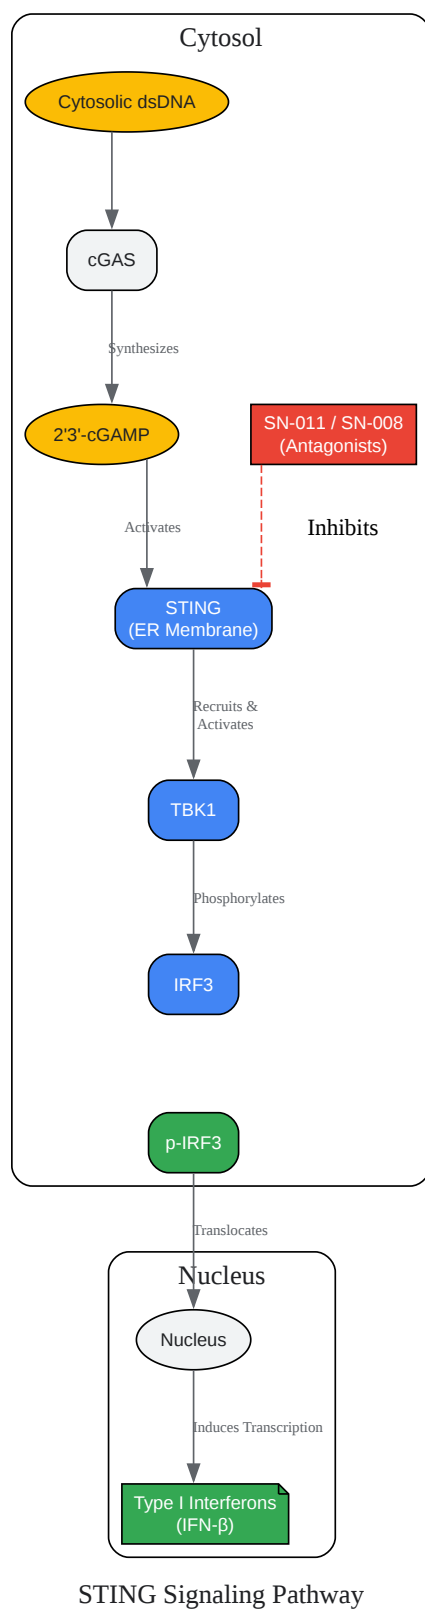 Cytosol
Cytosolic dsDNA
cGAS
Synthesizes
2'3'-cGAMP
SN-011 / SN-008
(Antagonists)
Activates
Inhibits
STING
(ER Membrane)
Recruits &
Activates
TBK1
Phosphorylates
IRF3
p-IRF3
Translocates
Nucleus
Nucleus
Induces Transcription
Type I Interferons
(IFN-β)
STING Signaling Pathway